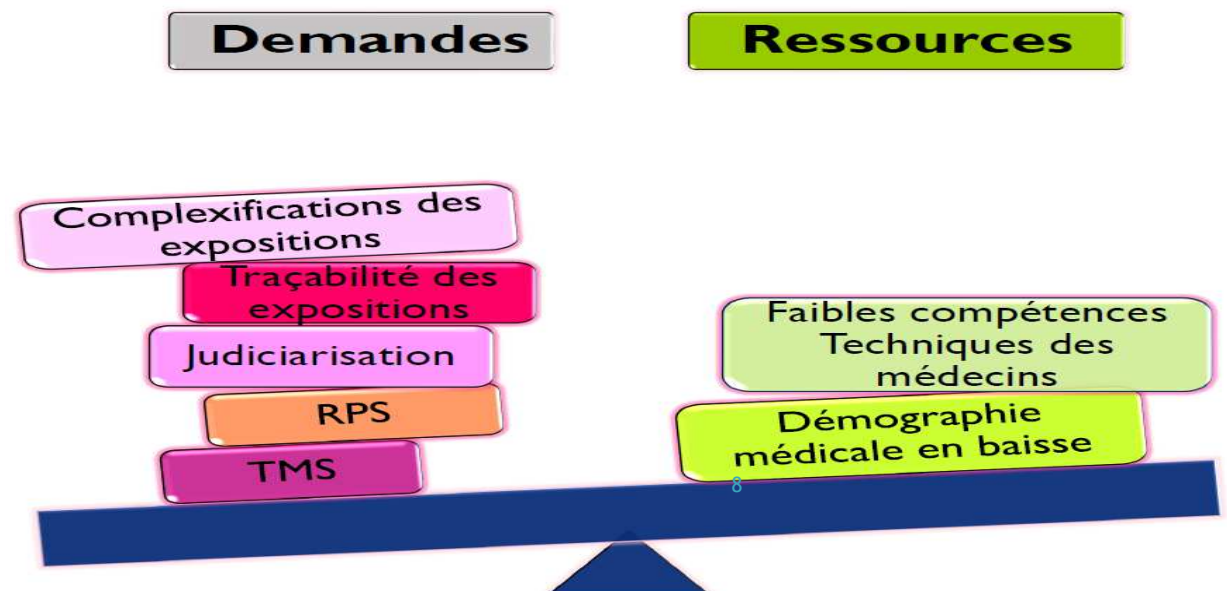 Demandes
Ressources
Complexifications des
expositions
Traçabilité des
expositions
Judiciarisation
RPS
TMS
Faibles compétences
Techniques des
médecins
Démographie
médicale en baisse
8